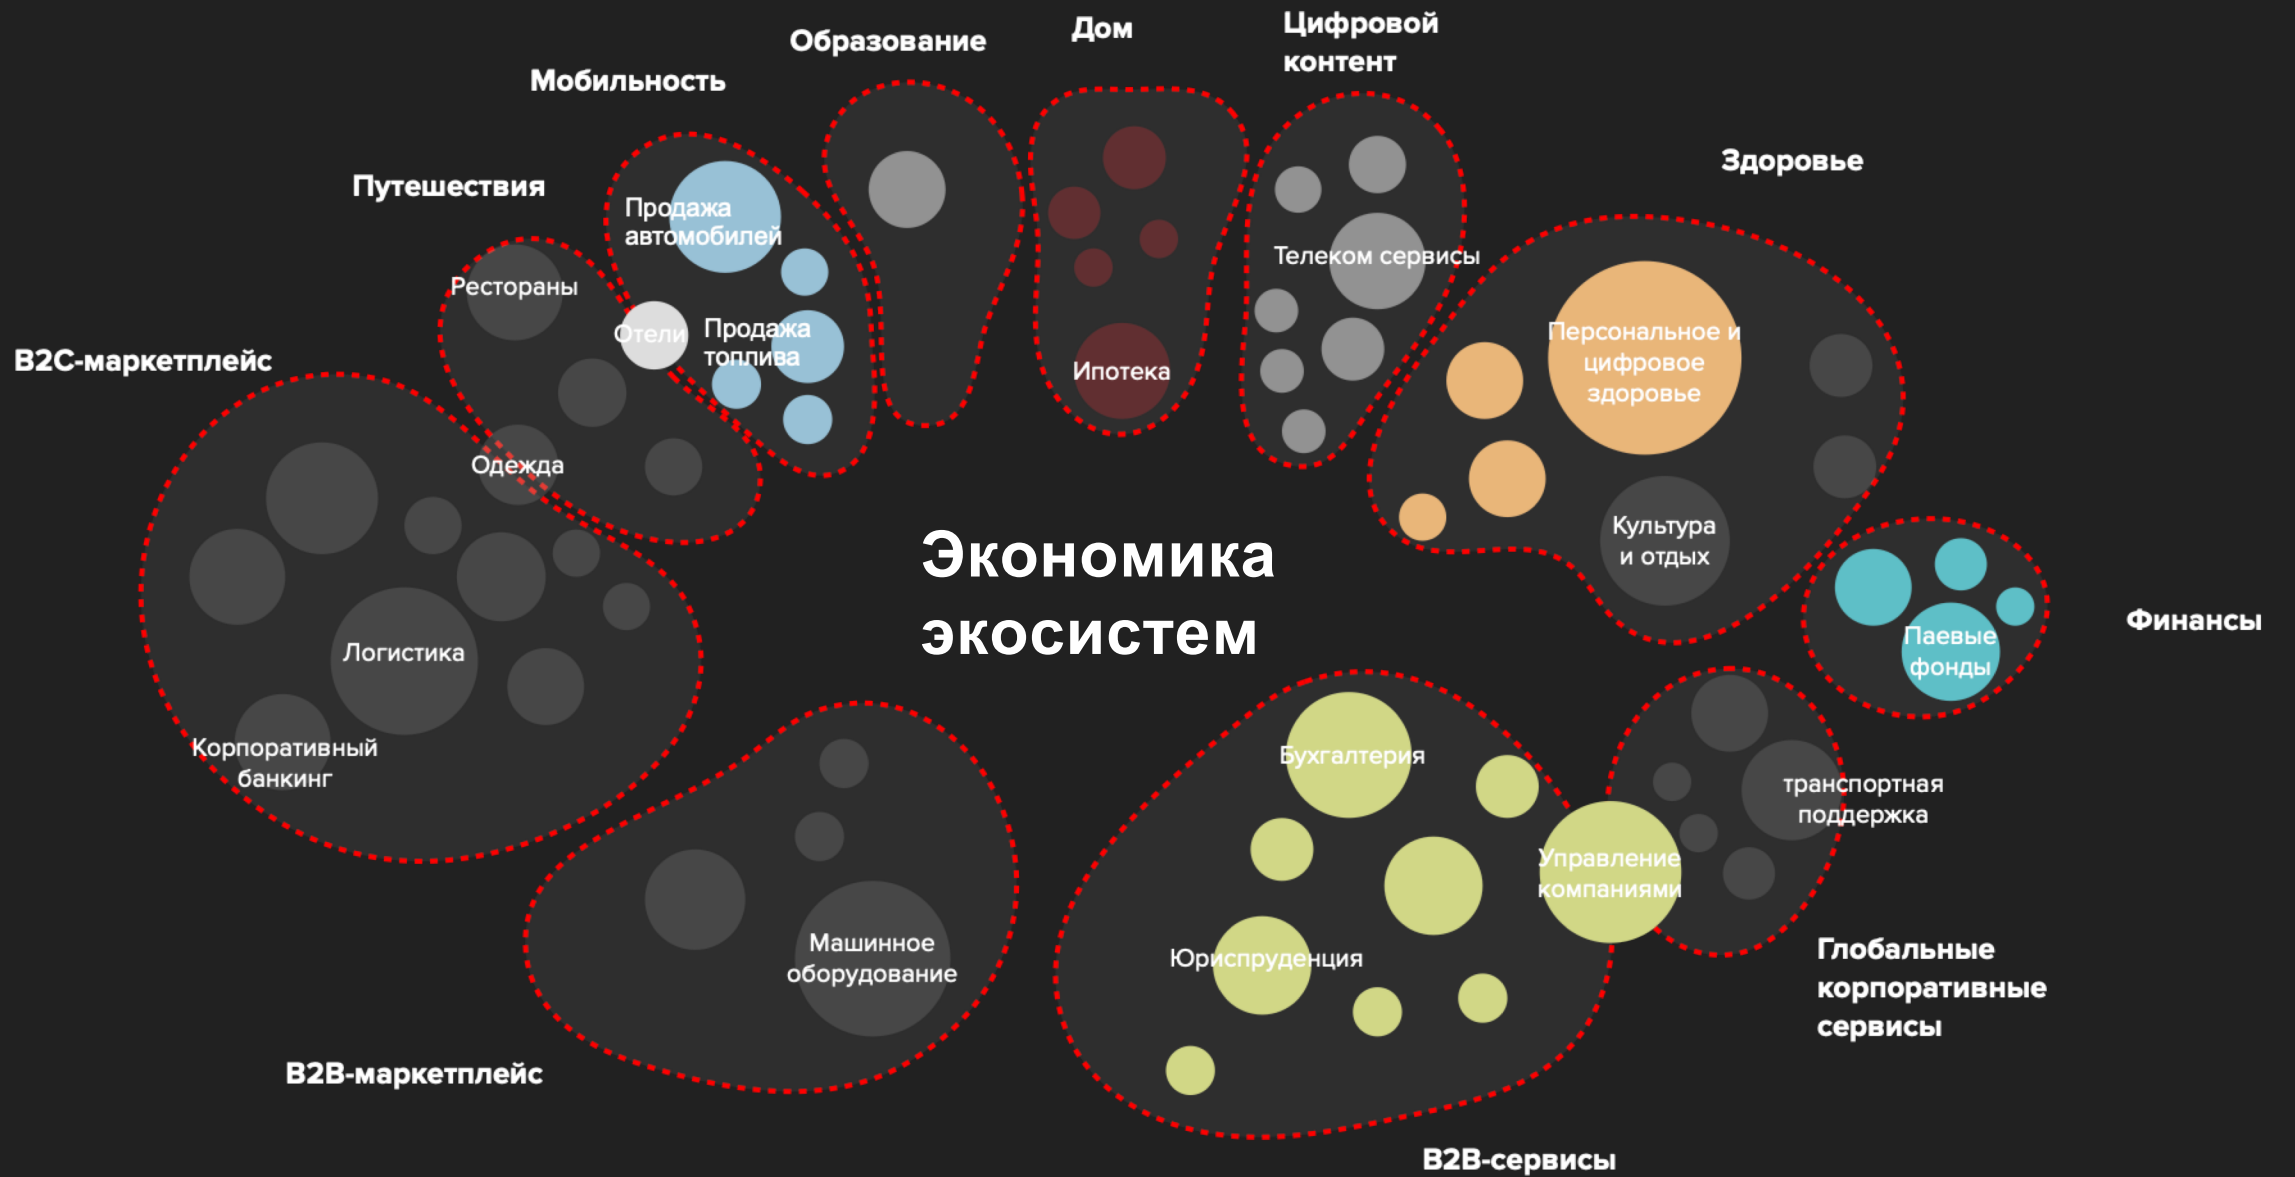 Образование
Дом
Цифровой
контент
Мобильность
Здоровье
Путешествия
Продажа
автомобилей
Рестораны
Отели
Продажа
топлива
Телеком сервисы
Ипотека
Персональное и
цифровое
здоровье
B2C-маркетплейс
Одежда
Культура
и отдых
Экономика
экосистем
Логистика
Корпоративный
банкинг
Паевые
фонды
Финансы
Бухгалтерия
транспортная
поддержка
Управление
компаниями
Машинное
оборудование
Юриспруденция
Глобальные
корпоративные
сервисы
B2B-маркетплейс
B2B-сервисы